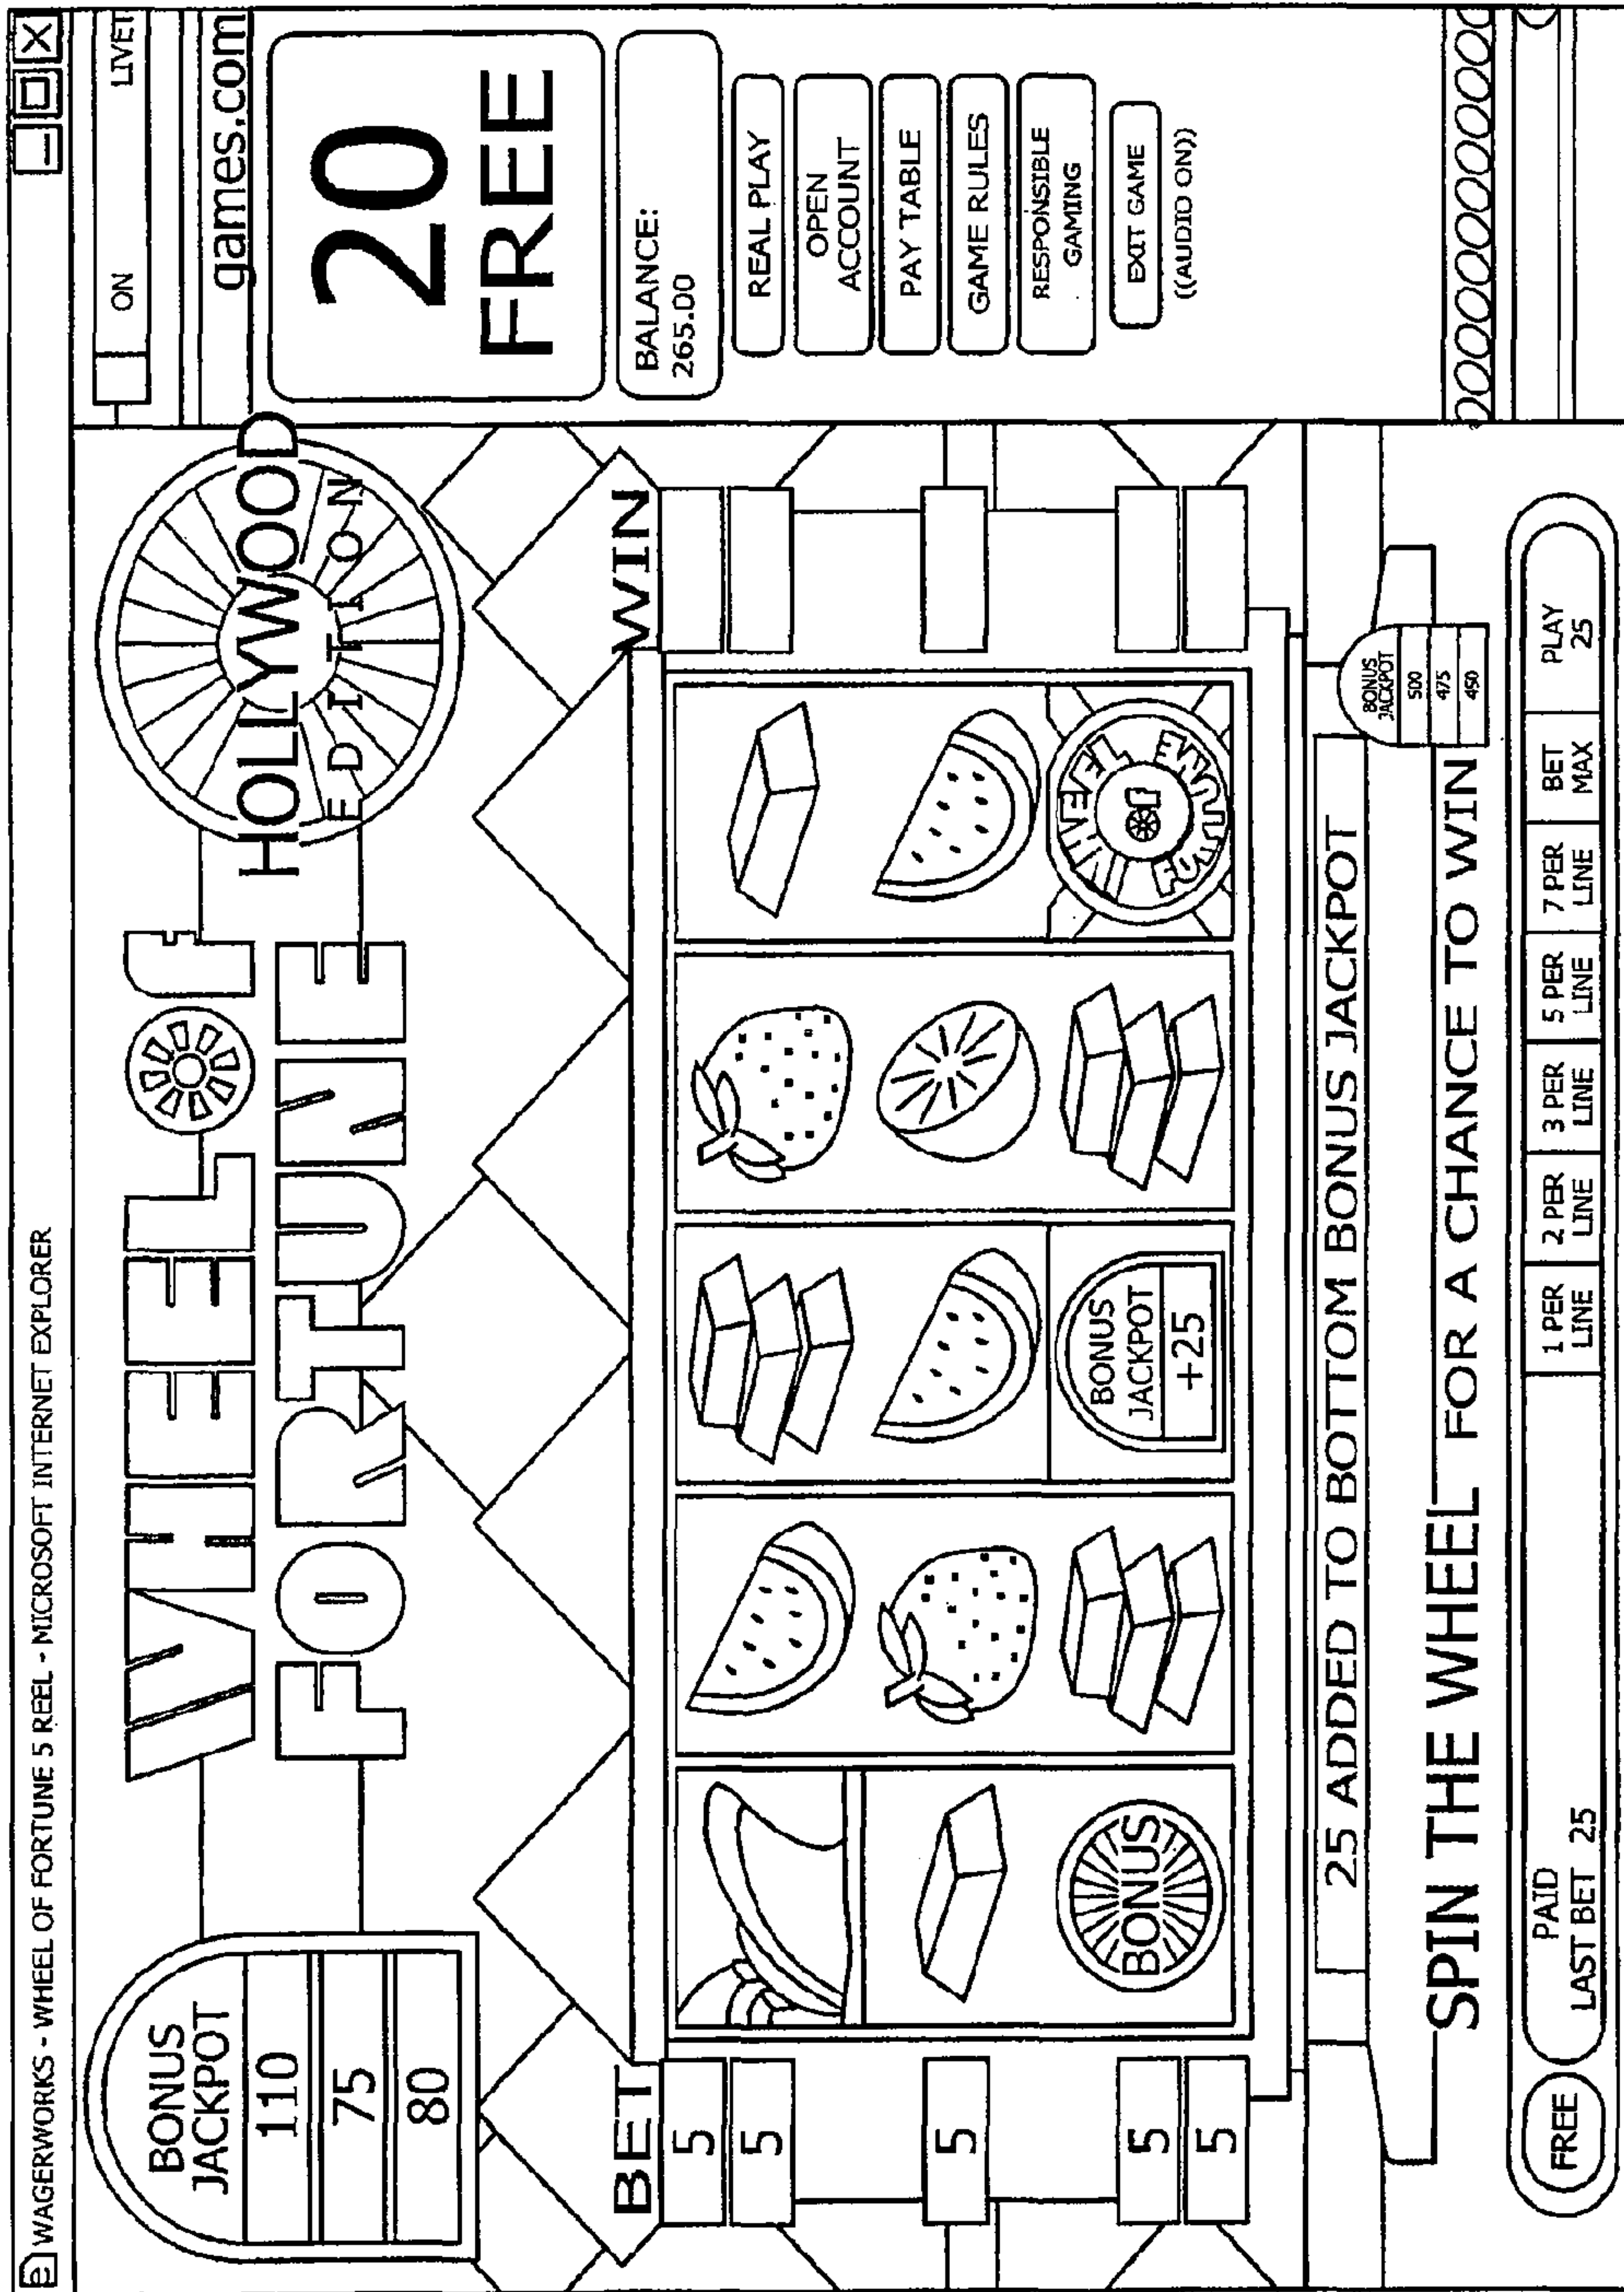 WAGERWORKS - WHEEL OF FORTUNE 5 REEL - MICROSOFT INTERNET EXPLORER
ON
games.com
BONUS
JACKPOT
110
75
80
WHEEL OF
FORTUNE
HOLLYWOOD
EDITION
20
FREE
BALANCE:
265.00
REAL PLAY
OPEN
ACCOUNT
PAY TABLE
GAME RULES
RESPONSIBLE
GAMING
EXIT GAME
((AUDIO ON))
BET
WIN
5
5
5
5
5
BONUS
BONUS
JACKPOT
+25
WHEEL
OF
FORTUNE
25 ADDED TO BOTTOM BONUS JACKPOT
BONUS
JACKPOT
500
475
450
SPIN THE WHEEL FOR A CHANCE TO WIN
FREE
PAID
LAST BET 25
1 PER
LINE
2 PER
LINE
3 PER
LINE
5 PER
LINE
7 PER
LINE
BET
MAX
PLAY
25